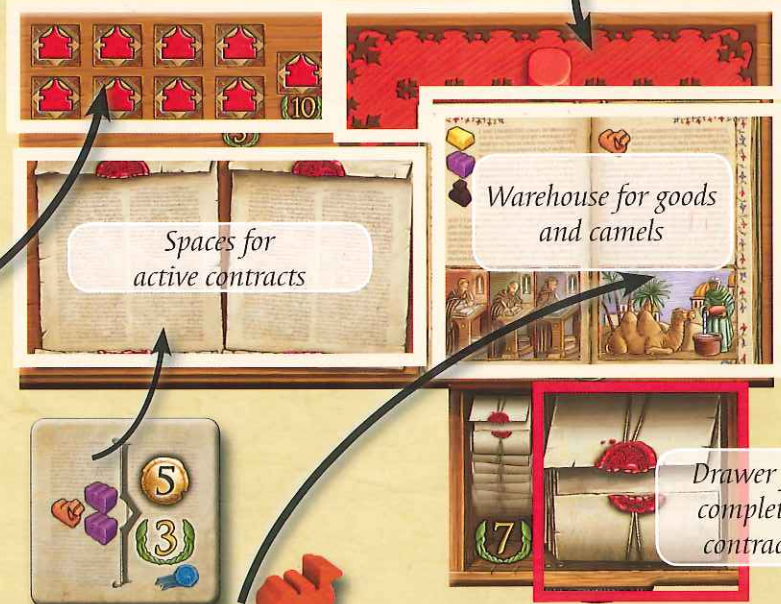 10
Spaces for
active contracts
Warehouse for goods
and camels
5
3
7
Drawer
complet
contrac